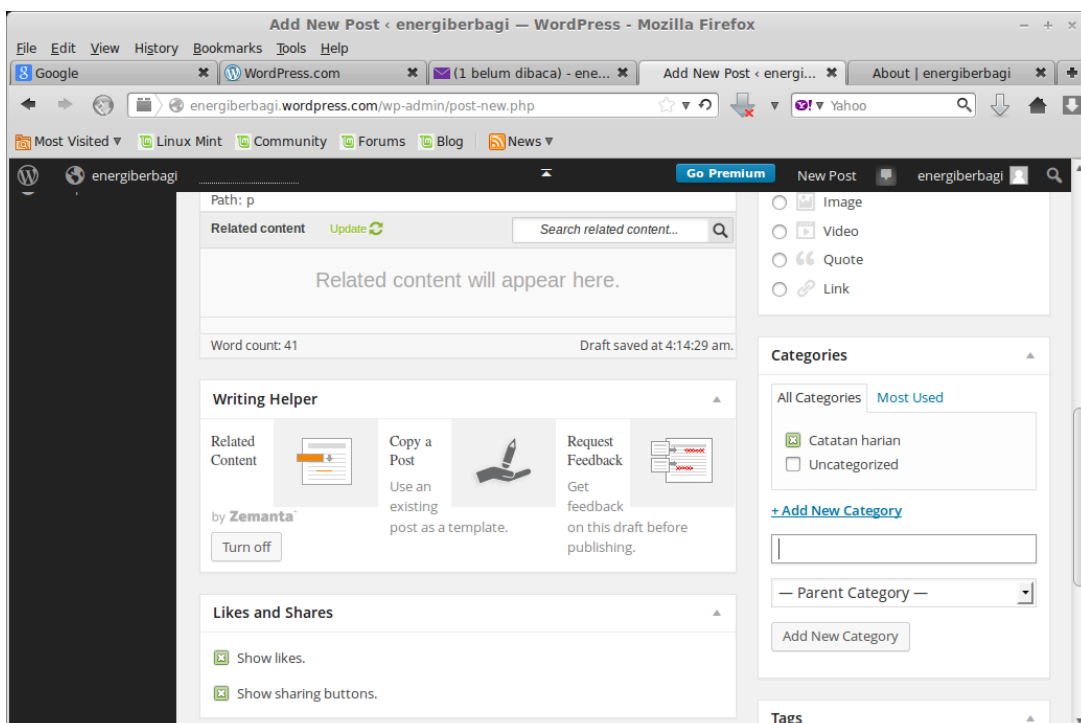 Add New Post ‹ energiberbagi — WordPress - Mozilla Firefox
File Edit View History Bookmarks Tools Help
Google
WordPress.com
(1 belum dibaca) - ene...
Add New Post ‹ energi...
About | energiberbagi
energiberbagi.wordpress.com/wp-admin/post-new.php
Yahoo
Most Visited
Linux Mint
Community
Forums
Blog
News
energiberbagi
Go Premium
New Post
energiberbagi
Path: p
Related content
Update
Search related content...
Related content will appear here.
Word count: 41
Draft saved at 4:14:29 am.
Writing Helper
Related
Content
by Zemanta
Turn off
Copy a
Post
Use an
existing
post as a template.
Request
Feedback
Get
feedback
on this draft before
publishing.
Likes and Shares
Show likes.
Show sharing buttons.
Image
Video
Quote
Link
Categories
All Categories
Most Used
Catatan harian
Uncategorized
+ Add New Category
— Parent Category —
Add New Category
Tags